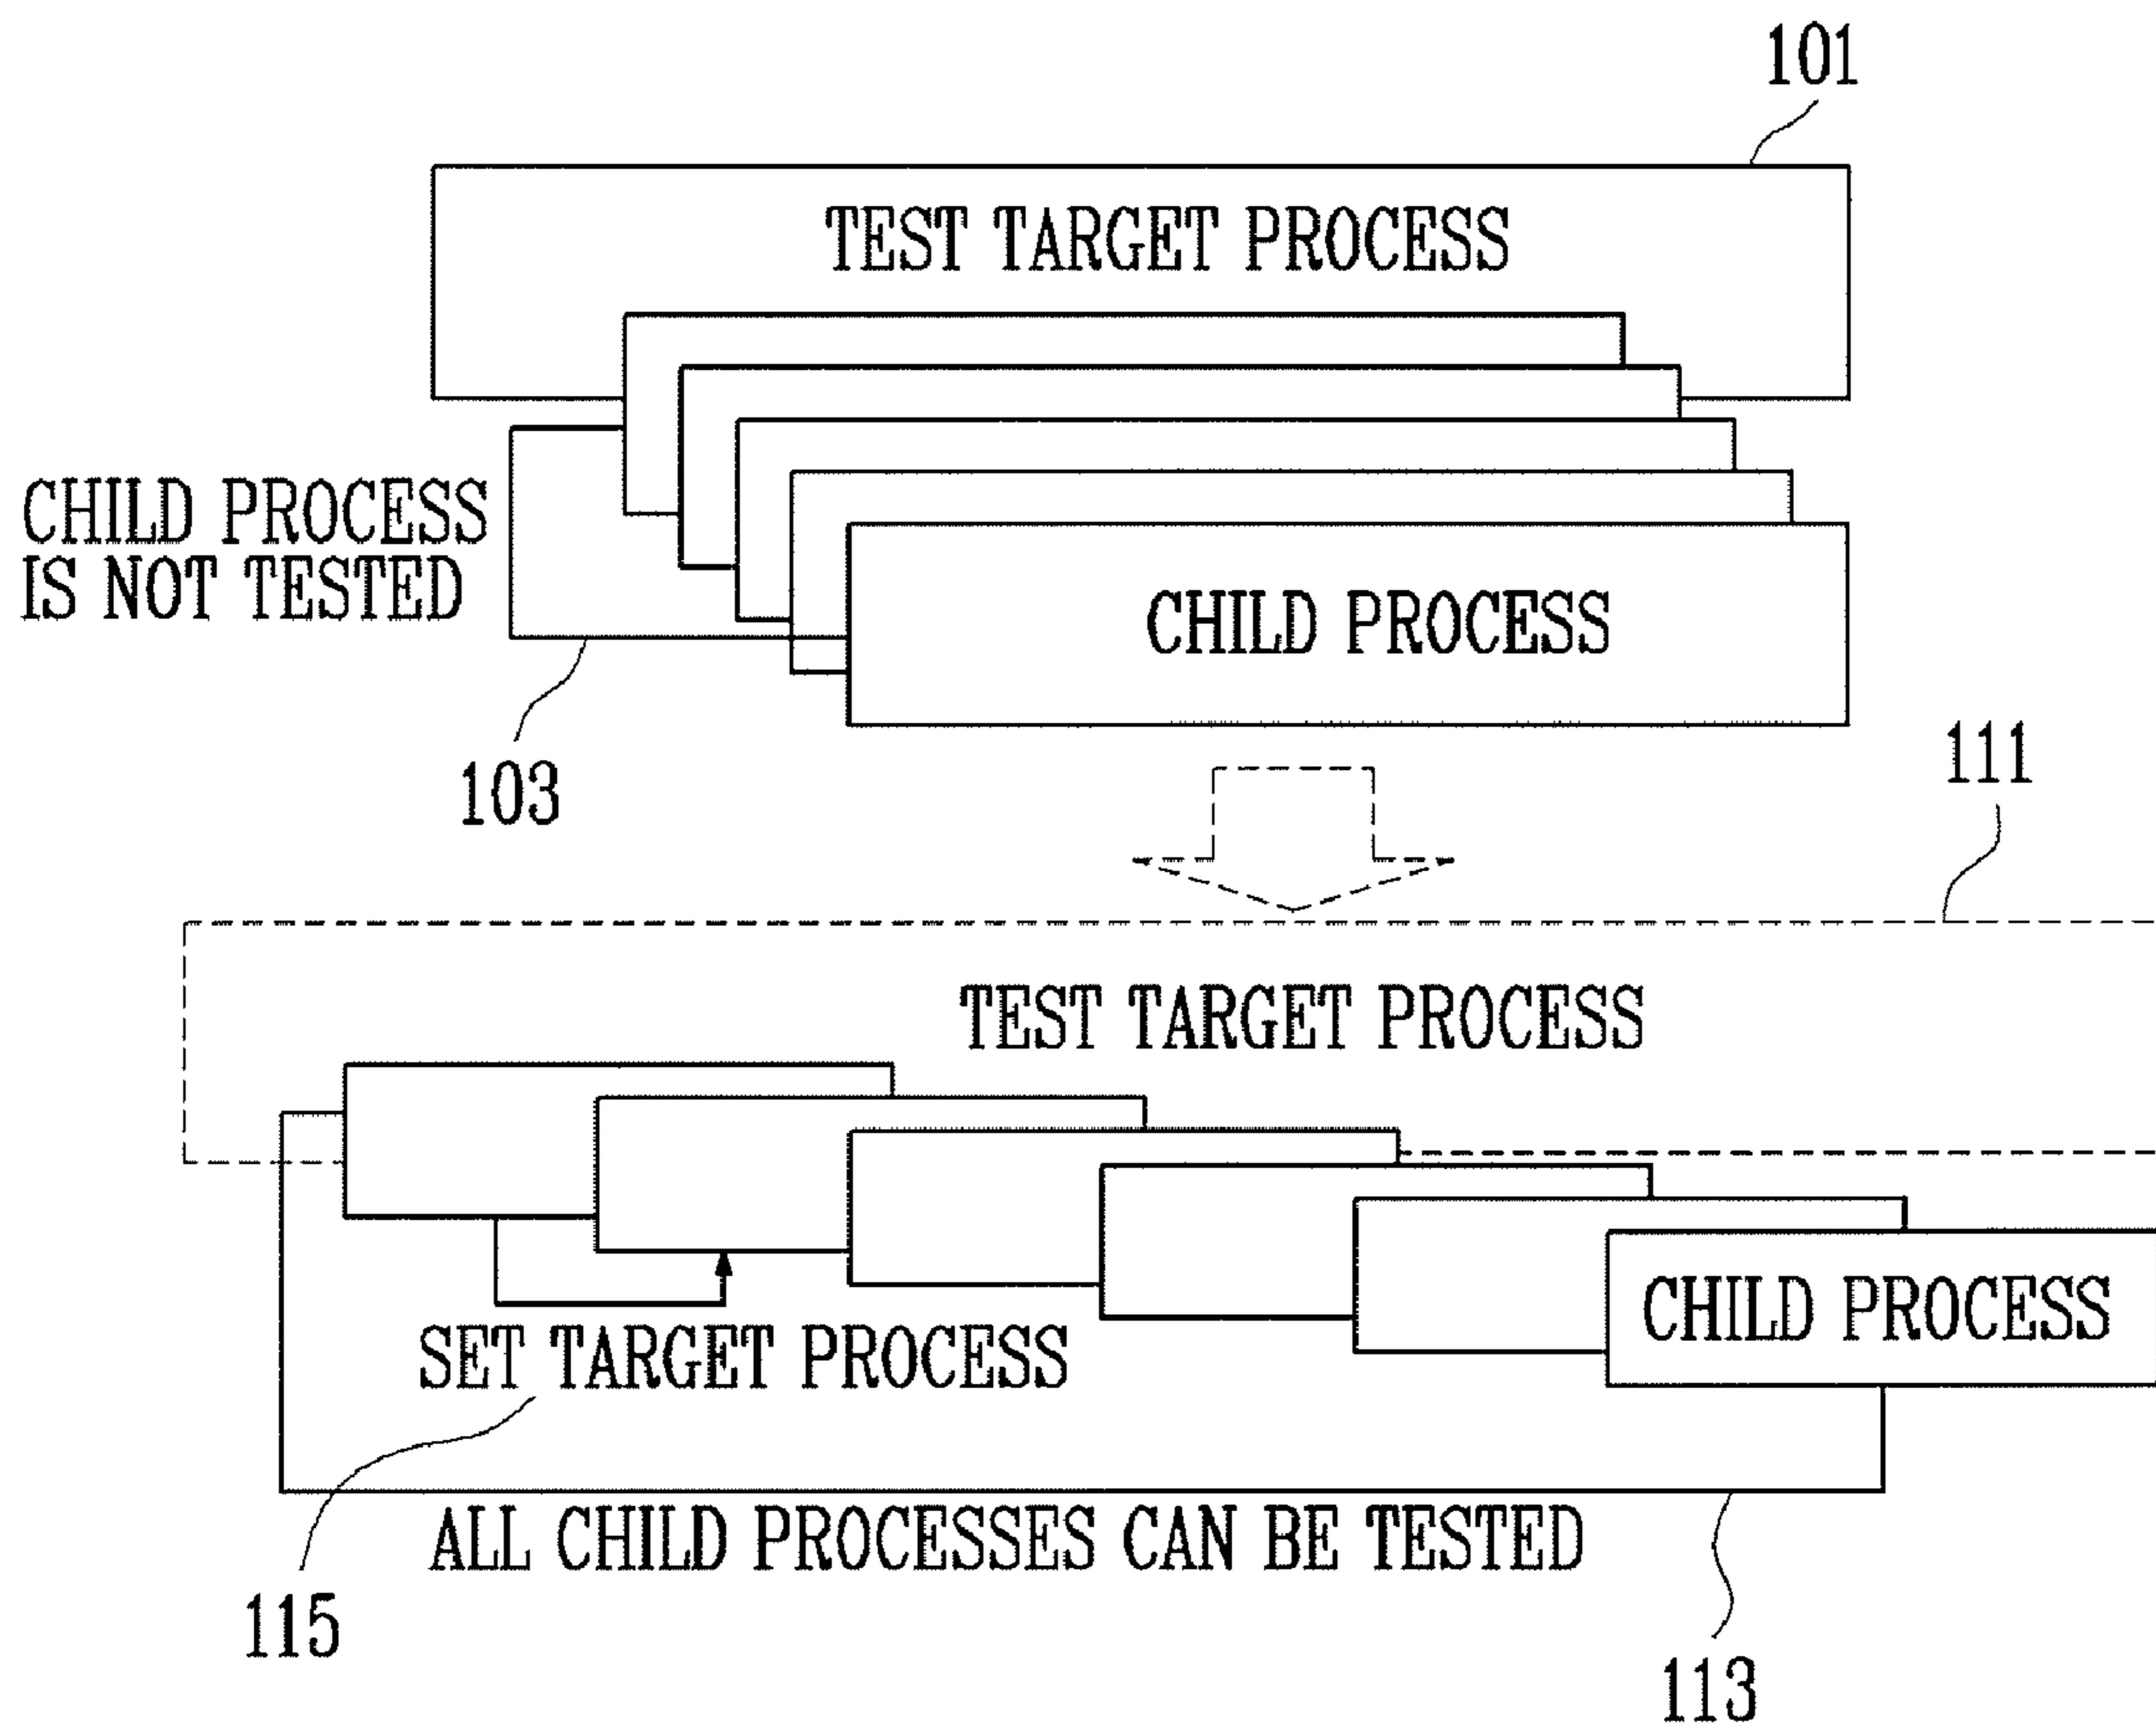 101
TEST TARGET PROCESS
CHILD PROCESS
IS NOT TESTED
CHILD PROCESS
103
111
TEST TARGET PROCESS
CHILD PROCESS
SET TARGET PROCESS
ALL CHILD PROCESSES CAN BE TESTED
115
113